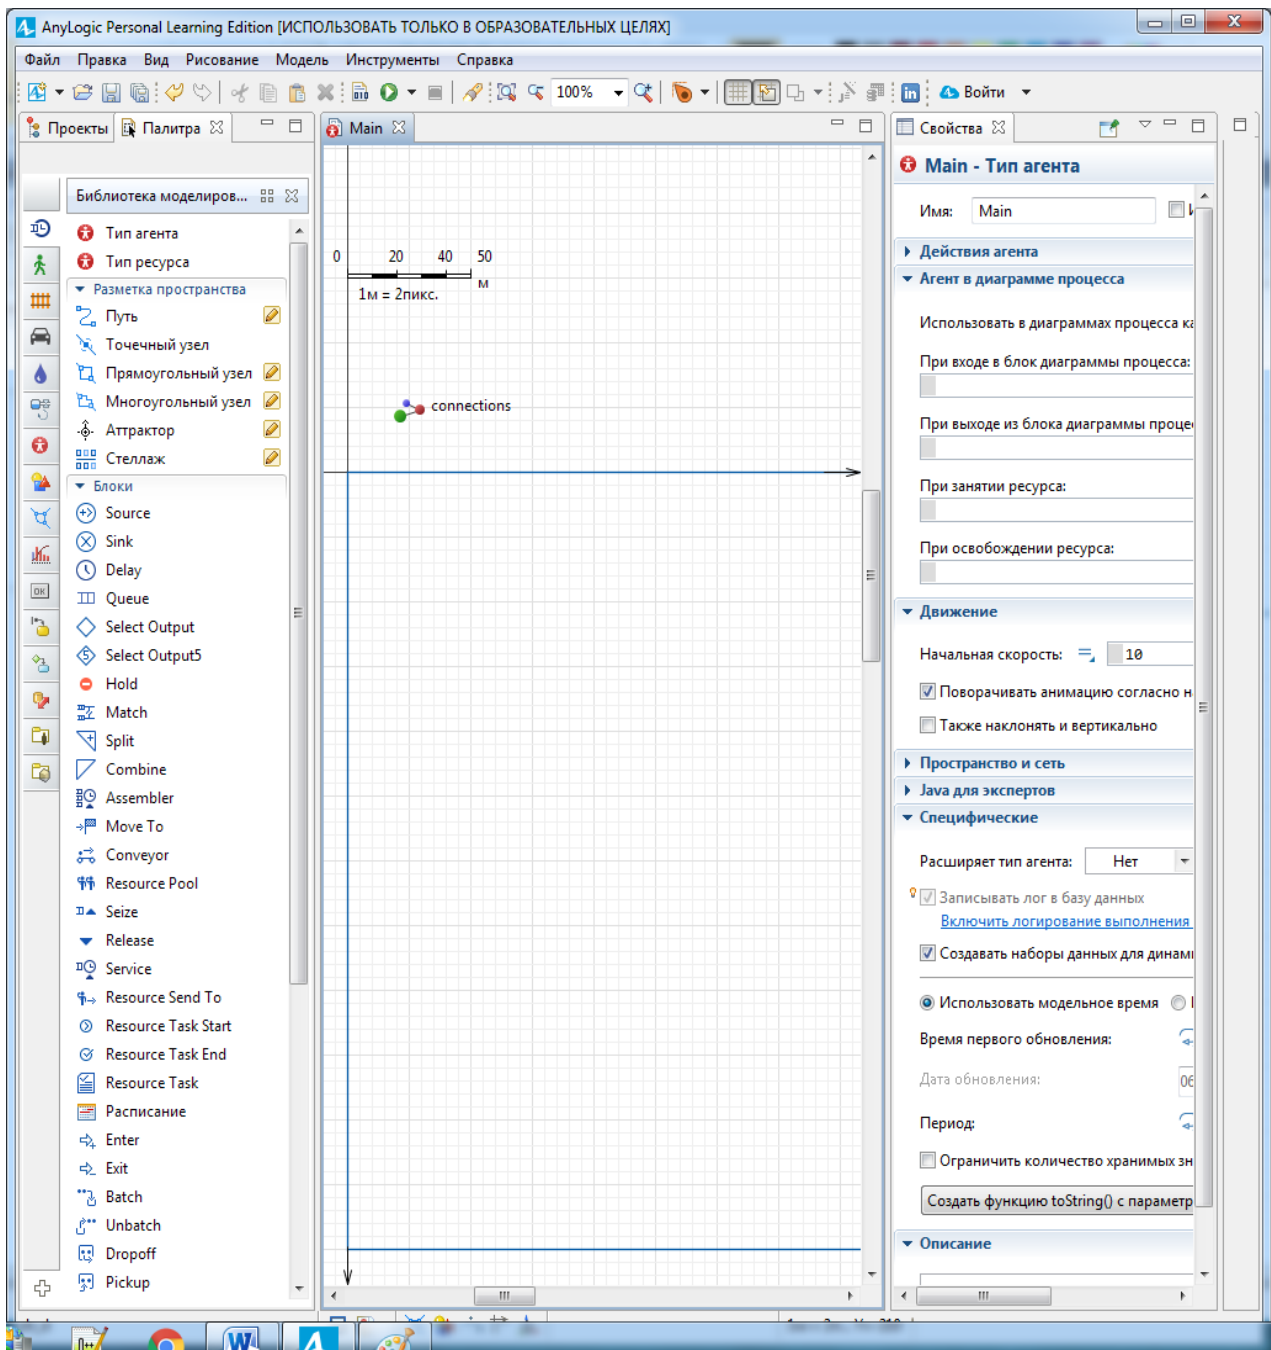 AnyLogic Personal Learning Edition [ИСПОЛЬЗОВАТЬ ТОЛЬКО В ОБРАЗОВАТЕЛЬНЫХ ЦЕЛЯХ]
Файл Правка Вид Рисование Модель Инструменты Справка
100% Войти
Проекты Палитра
Библиотека моделиров...
Тип агента
Тип ресурса
Разметка пространства
Путь
Точечный узел
Прямоугольный узел
Многоугольный узел
Аттрактор
Стеллаж
Блоки
Source
Sink
Delay
Queue
Select Output
Select Output5
Hold
Match
Split
Combine
Assembler
Move To
Conveyor
Resource Pool
Seize
Release
Service
Resource Send To
Resource Task Start
Resource Task End
Resource Task
Расписание
Enter
Exit
Batch
Unbatch
Dropoff
Pickup
Main
0 20 40 50
м
1м = 2пикс.
connections
Свойства
Main - Тип агента
Имя: Main
Действия агента
Агент в диаграмме процесса
Использовать в диаграммах процесса ка
При входе в блок диаграммы процесса:
При выходе из блока диаграммы процес
При занятии ресурса:
При освобождении ресурса:
Движение
Начальная скорость: 10
Поворачивать анимацию согласно н
Также наклонять и вертикально
Пространство и сеть
Java для экспертов
Специфические
Расширяет тип агента: Нет
Записывать лог в базу данных
Включить логирование выполнения
Создавать наборы данных для динами
Использовать модельное время
Время первого обновления:
Дата обновления: 06
Период:
Ограничить количество хранимых зн
Создать функцию toString() с параметр
Описание